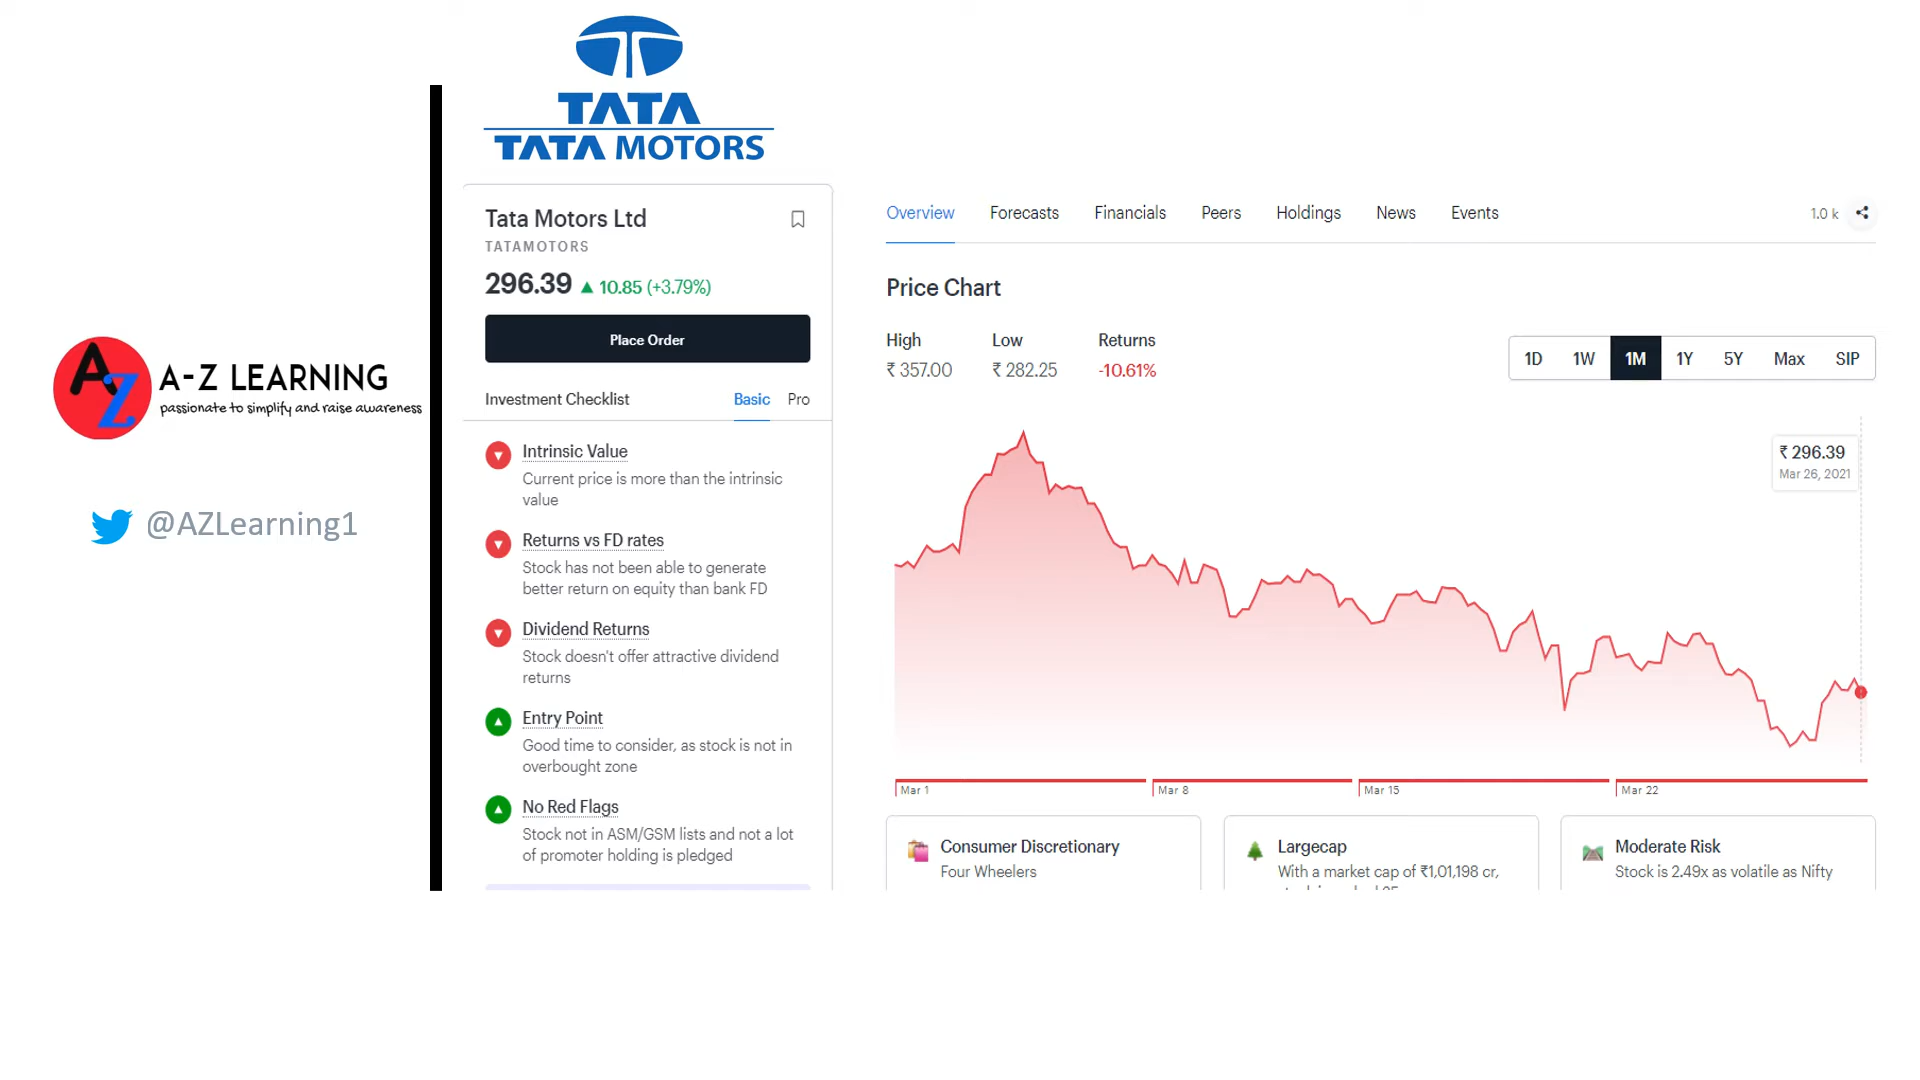 TATA
TATA MOTORS
A-Z LEARNING
passionate to simplify and raise awareness
@AZLearning1
Tata Motors Ltd
TATAMOTORS
296.39 ▲ 10.85 (+3.79%)
Place Order
Investment Checklist Basic Pro
Intrinsic Value
Current price is more than the intrinsic
value
Returns vs FD rates
Stock has not been able to generate
better return on equity than bank FD
Dividend Returns
Stock doesn't offer attractive dividend
returns
Entry Point
Good time to consider, as stock is not in
overbought zone
No Red Flags
Stock not in ASM/GSM lists and not a lot
of promoter holding is pledged
Overview Forecasts Financials Peers Holdings News Events 1.0 k
Price Chart
High Low Returns
₹ 357.00 ₹ 282.25 -10.61%
1D 1W 1M 1Y 5Y Max SIP
₹ 296.39
Mar 26, 2021
Mar 1 Mar 8 Mar 15 Mar 22
Consumer Discretionary
Four Wheelers
Largecap
With a market cap of ₹1,01,198 cr,
Moderate Risk
Stock is 2.49x as volatile as Nifty